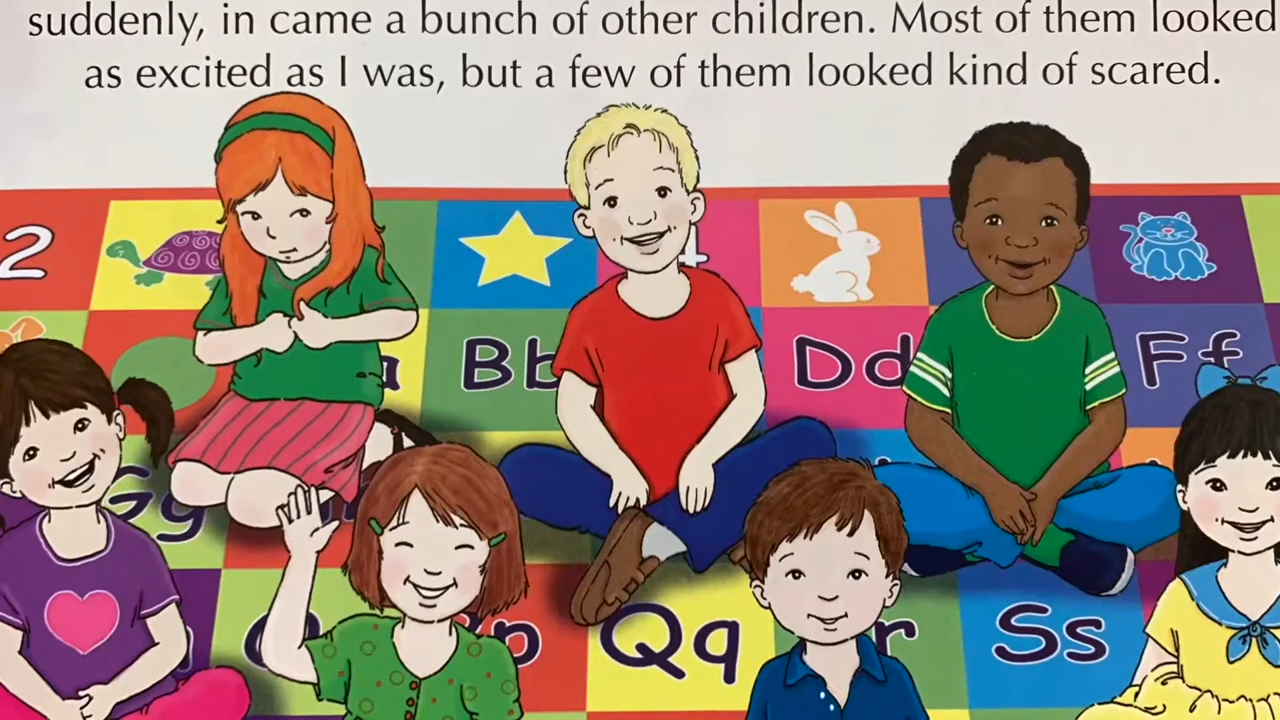 suddenly, in came a bunch of other children. Most of them looked
as excited as I was, but a few of them looked kind of scared.
2
Bb Dd Ff
Gg
Qq r Ss